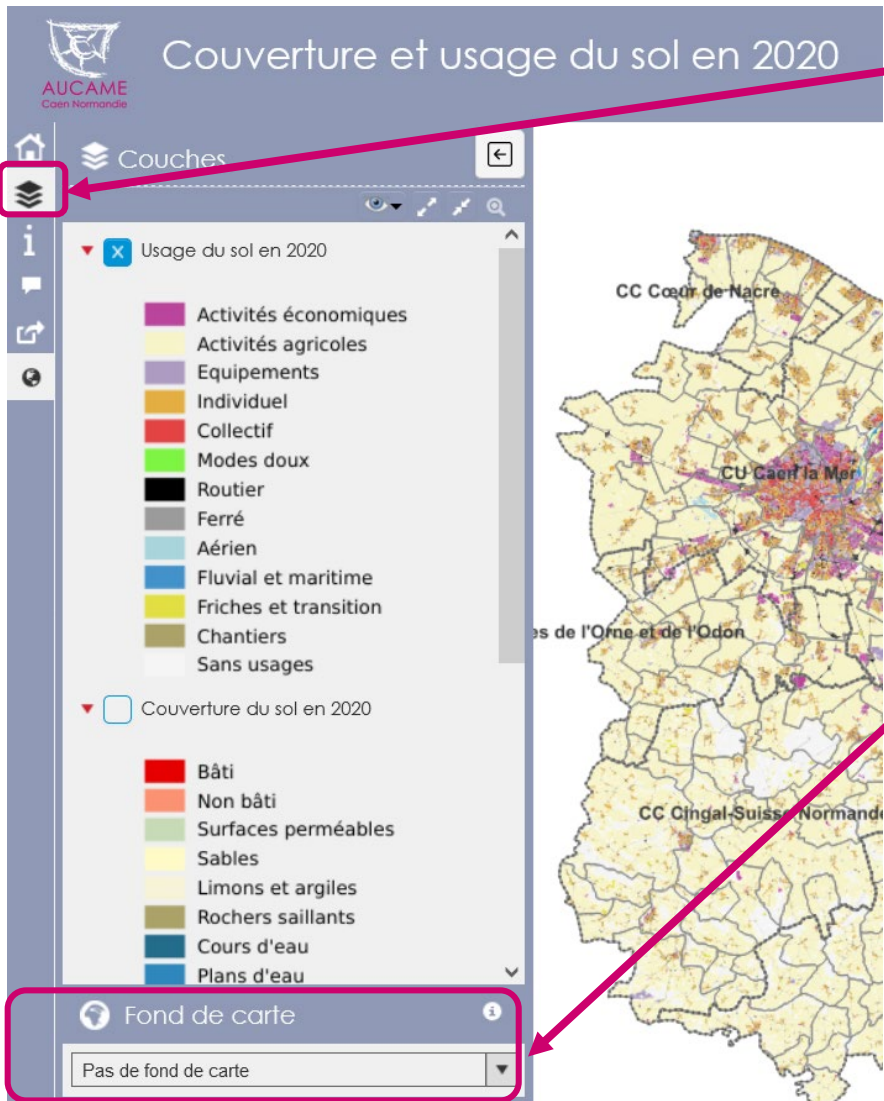 Couverture et usage du sol en 2020
AUCAME
Caen Normandie
Couches
Usage du sol en 2020
Activités économiques
Activités agricoles
Equipements
Individuel
Collectif
Modes doux
Routier
Ferré
Aérien
Fluvial et maritime
Friches et transition
Chantiers
Sans usages
Couverture du sol en 2020
Bâti
Non bâti
Surfaces perméables
Sables
Limons et argiles
Rochers saillants
Cours d'eau
Plans d'eau
Fond de carte
Pas de fond de carte
CC Cœur de Nacre
CU Caen la Mer
es de l'Orne et de l'Odon
CC Cingal-Suisse Normande